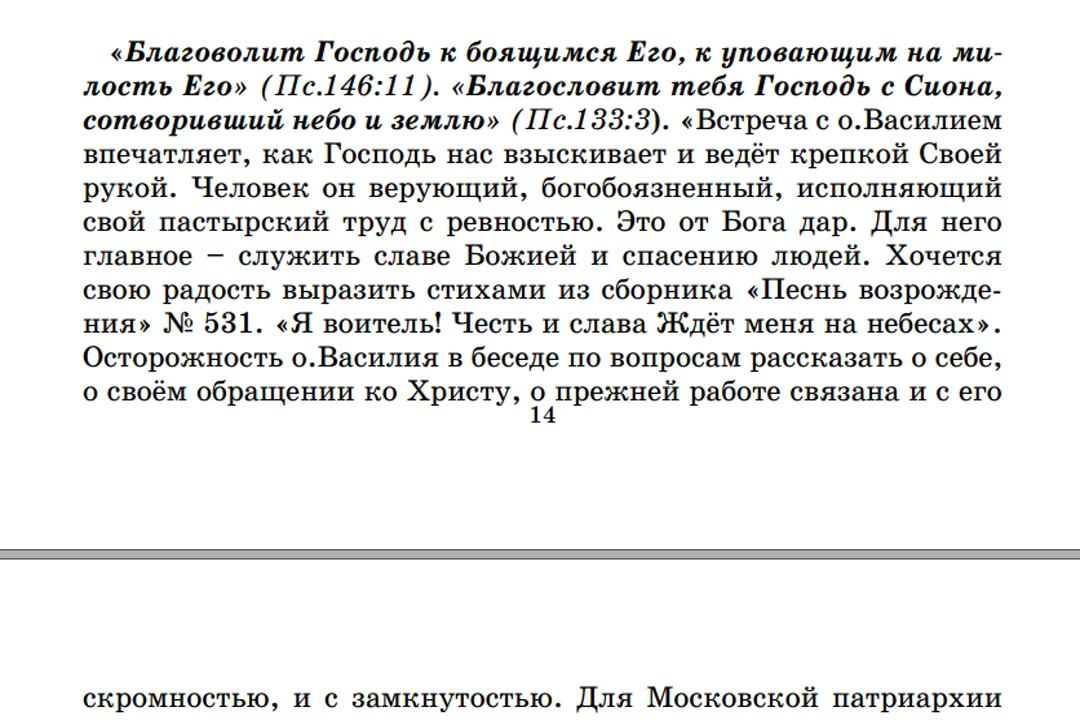 «Благоволит Господь к боящимся Его, к уповающим на ми-
лость Его» (Пс.146:11). «Благословит тебя Господь с Сиона,
сотворивший небо и землю» (Пс.133:3). «Встреча с о.Василием
впечатляет, как Господь нас взыскивает и ведёт крепкой Своей
рукой. Человек он верующий, богобоязненный, исполняющий
свой пастырский труд с ревностью. Это от Бога дар. Для него
главное – служить славе Божией и спасению людей. Хочется
свою радость выразить стихами из сборника «Песнь возрожде-
ния» № 531. «Я воитель! Честь и слава Ждёт меня на небесах».
Осторожность о.Василия в беседе по вопросам рассказать о себе,
о своём обращении ко Христу, о прежней работе связана и с его
14
скромностью, и с замкнутостью. Для Московской патриархии